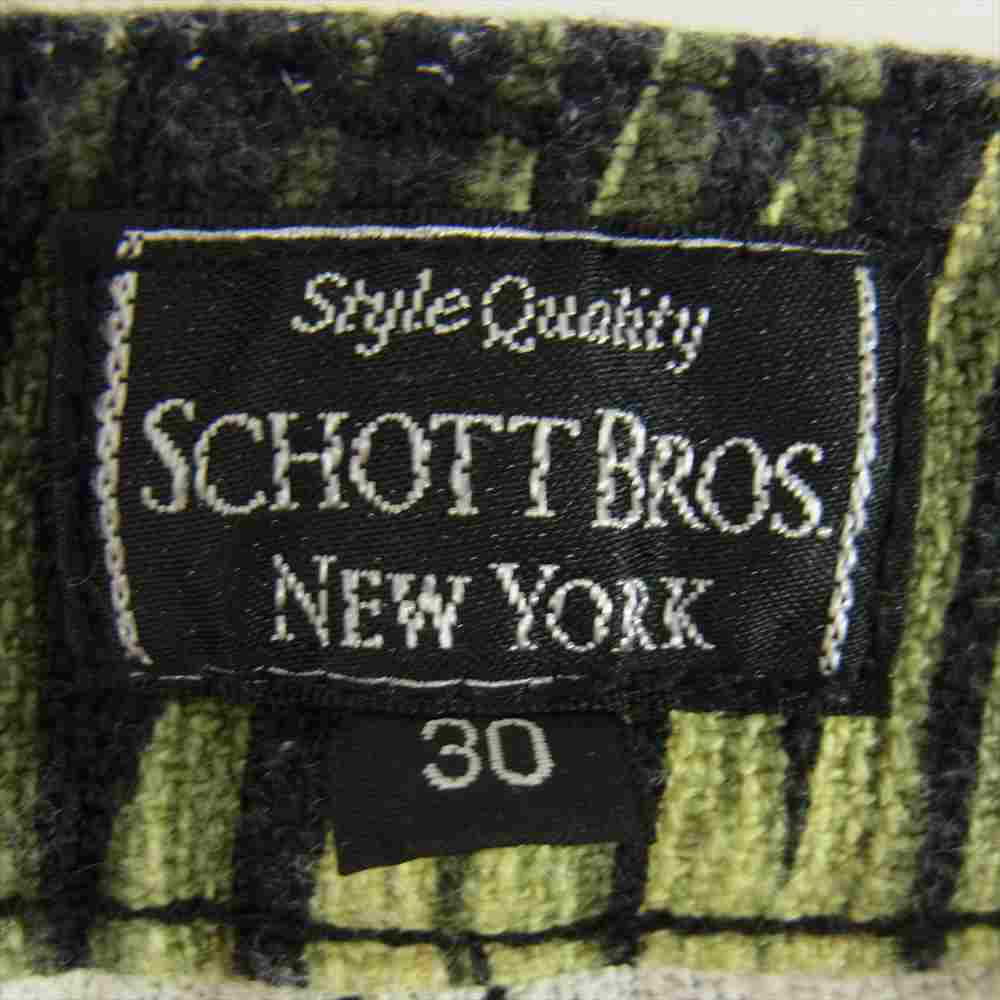 Style Quality
SCHOTT BROS.
NEW YORK
30